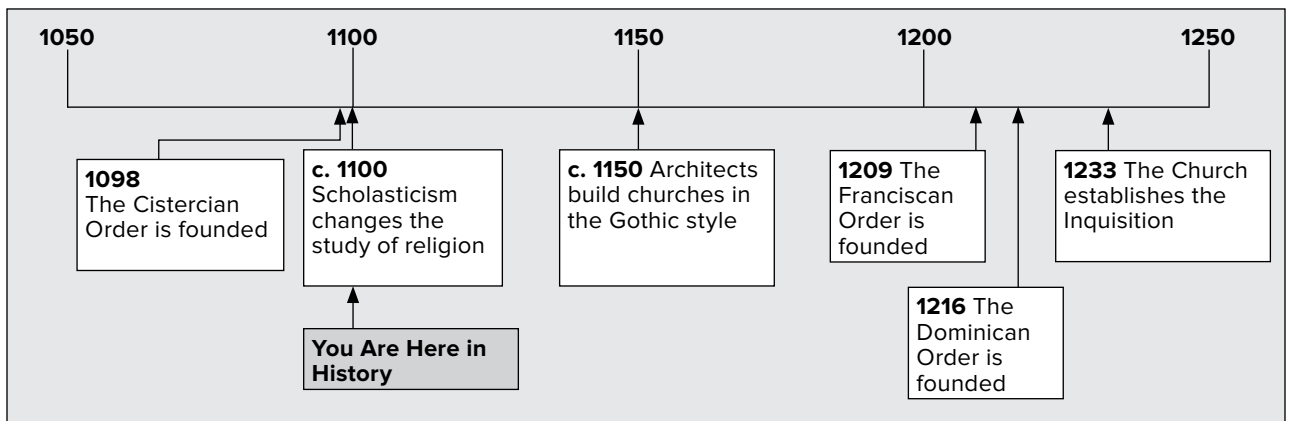 1050
1100
1150
1200
1250
1098
The Cistercian
Order is founded
c. 1100
Scholasticism
changes the
study of religion
c. 1150 Architects
build churches in
the Gothic style
1209 The
Franciscan
Order is
founded
1233 The Church
establishes the
Inquisition
1216 The
Dominican
Order is
founded
You Are Here in
History